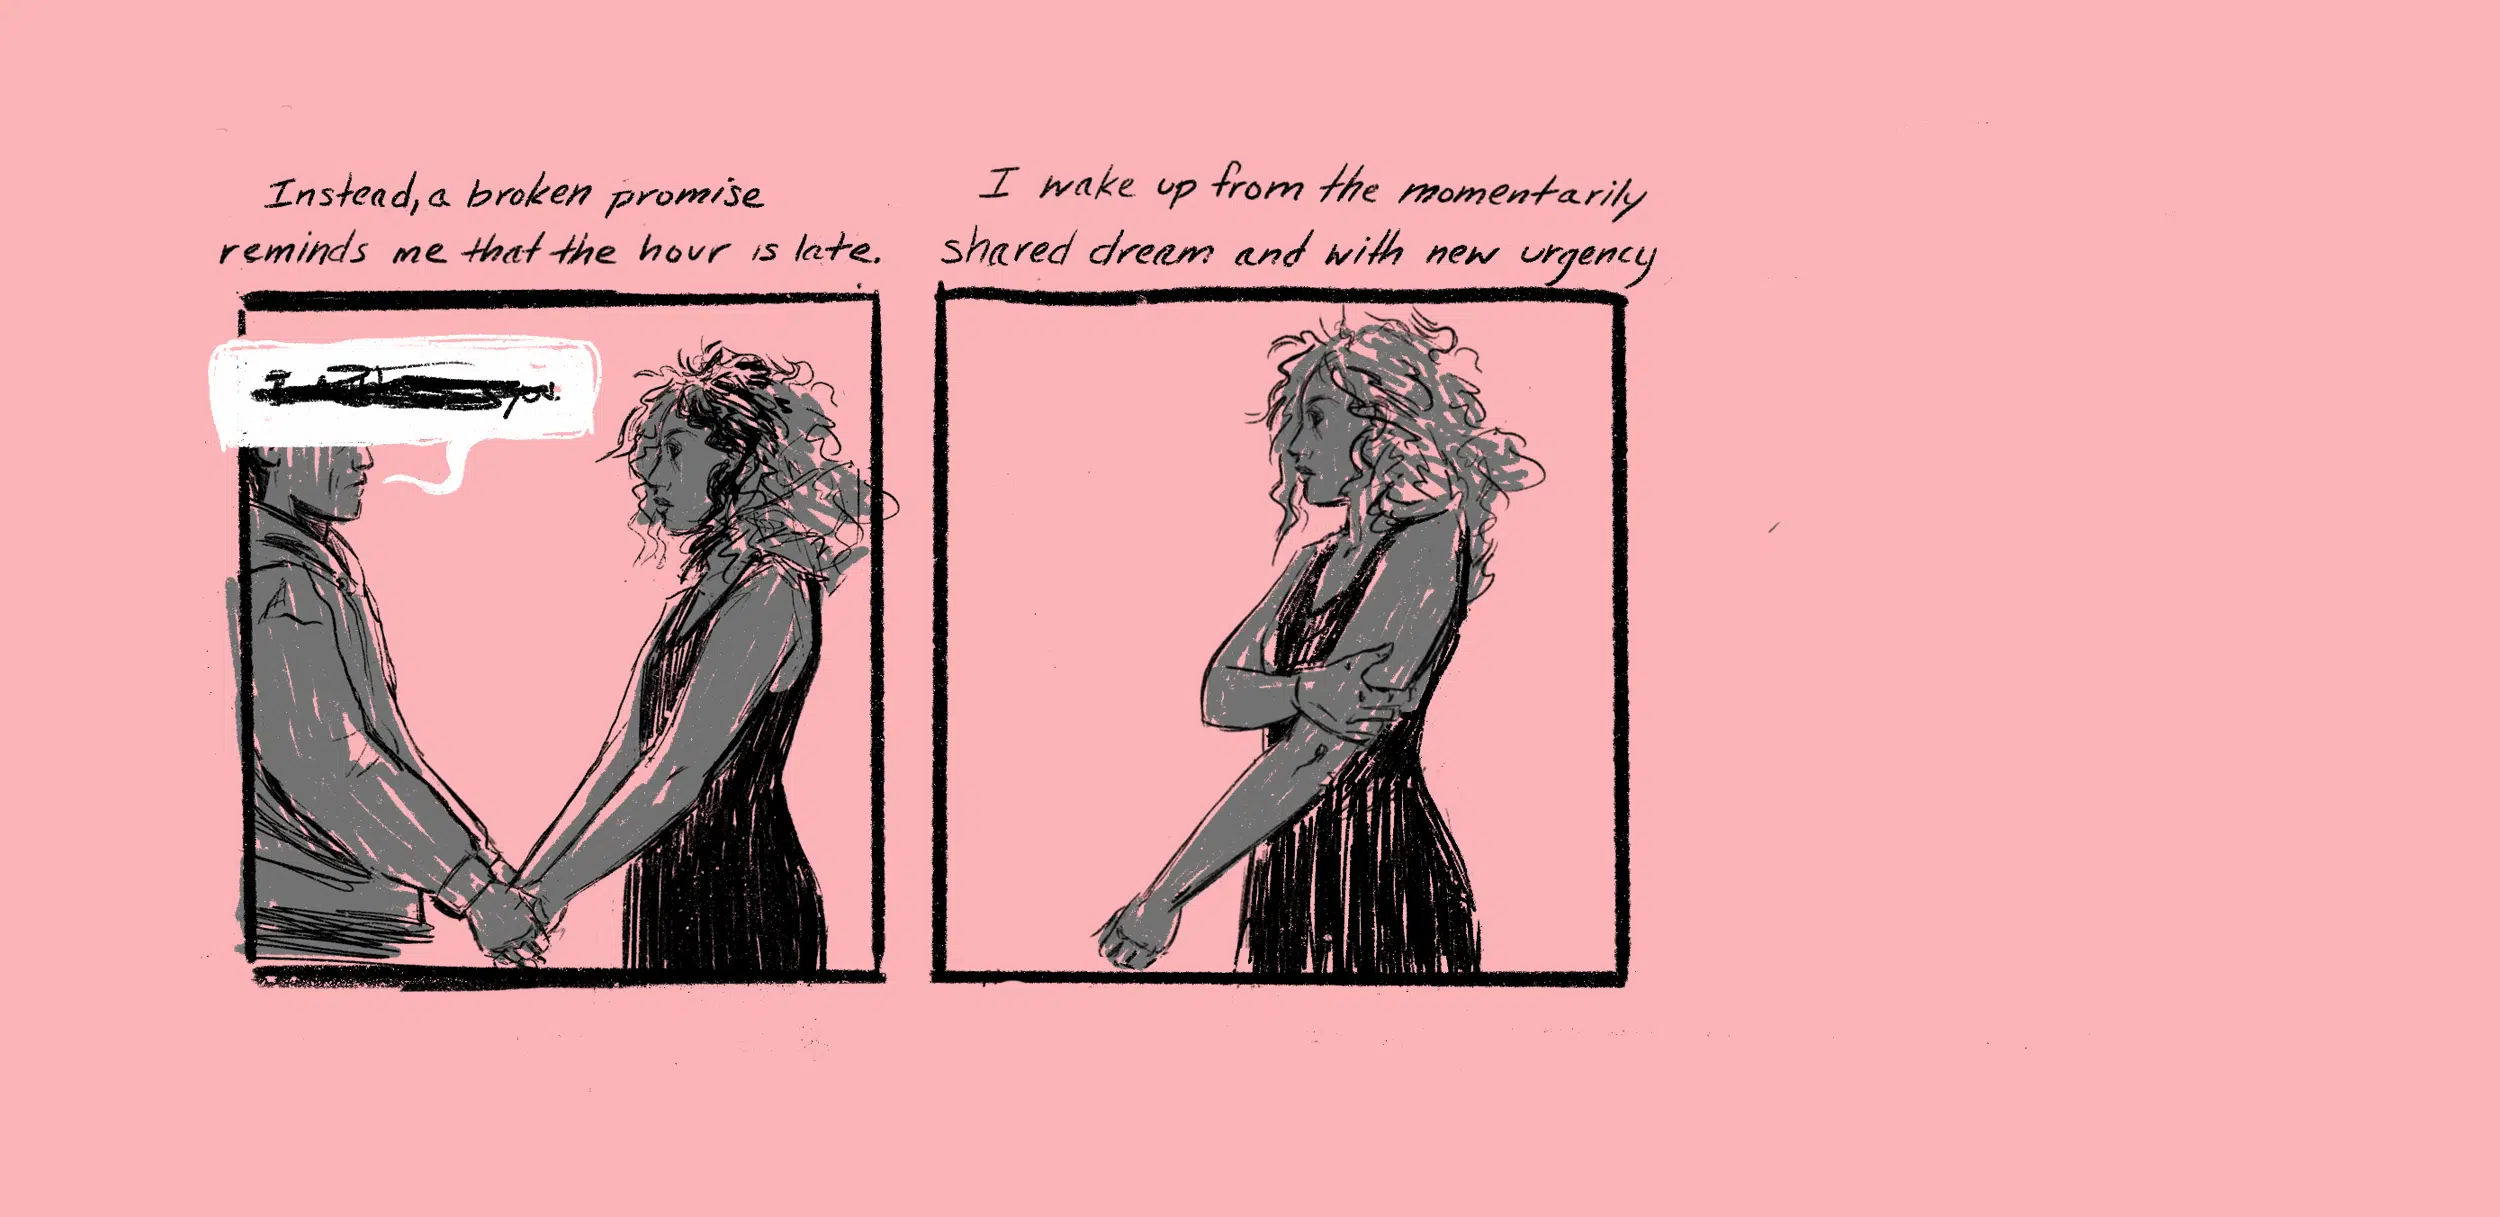 Instead, a broken promise
reminds me that the hour is late.
I you.
I wake up from the momentarily
shared dream and with new urgency